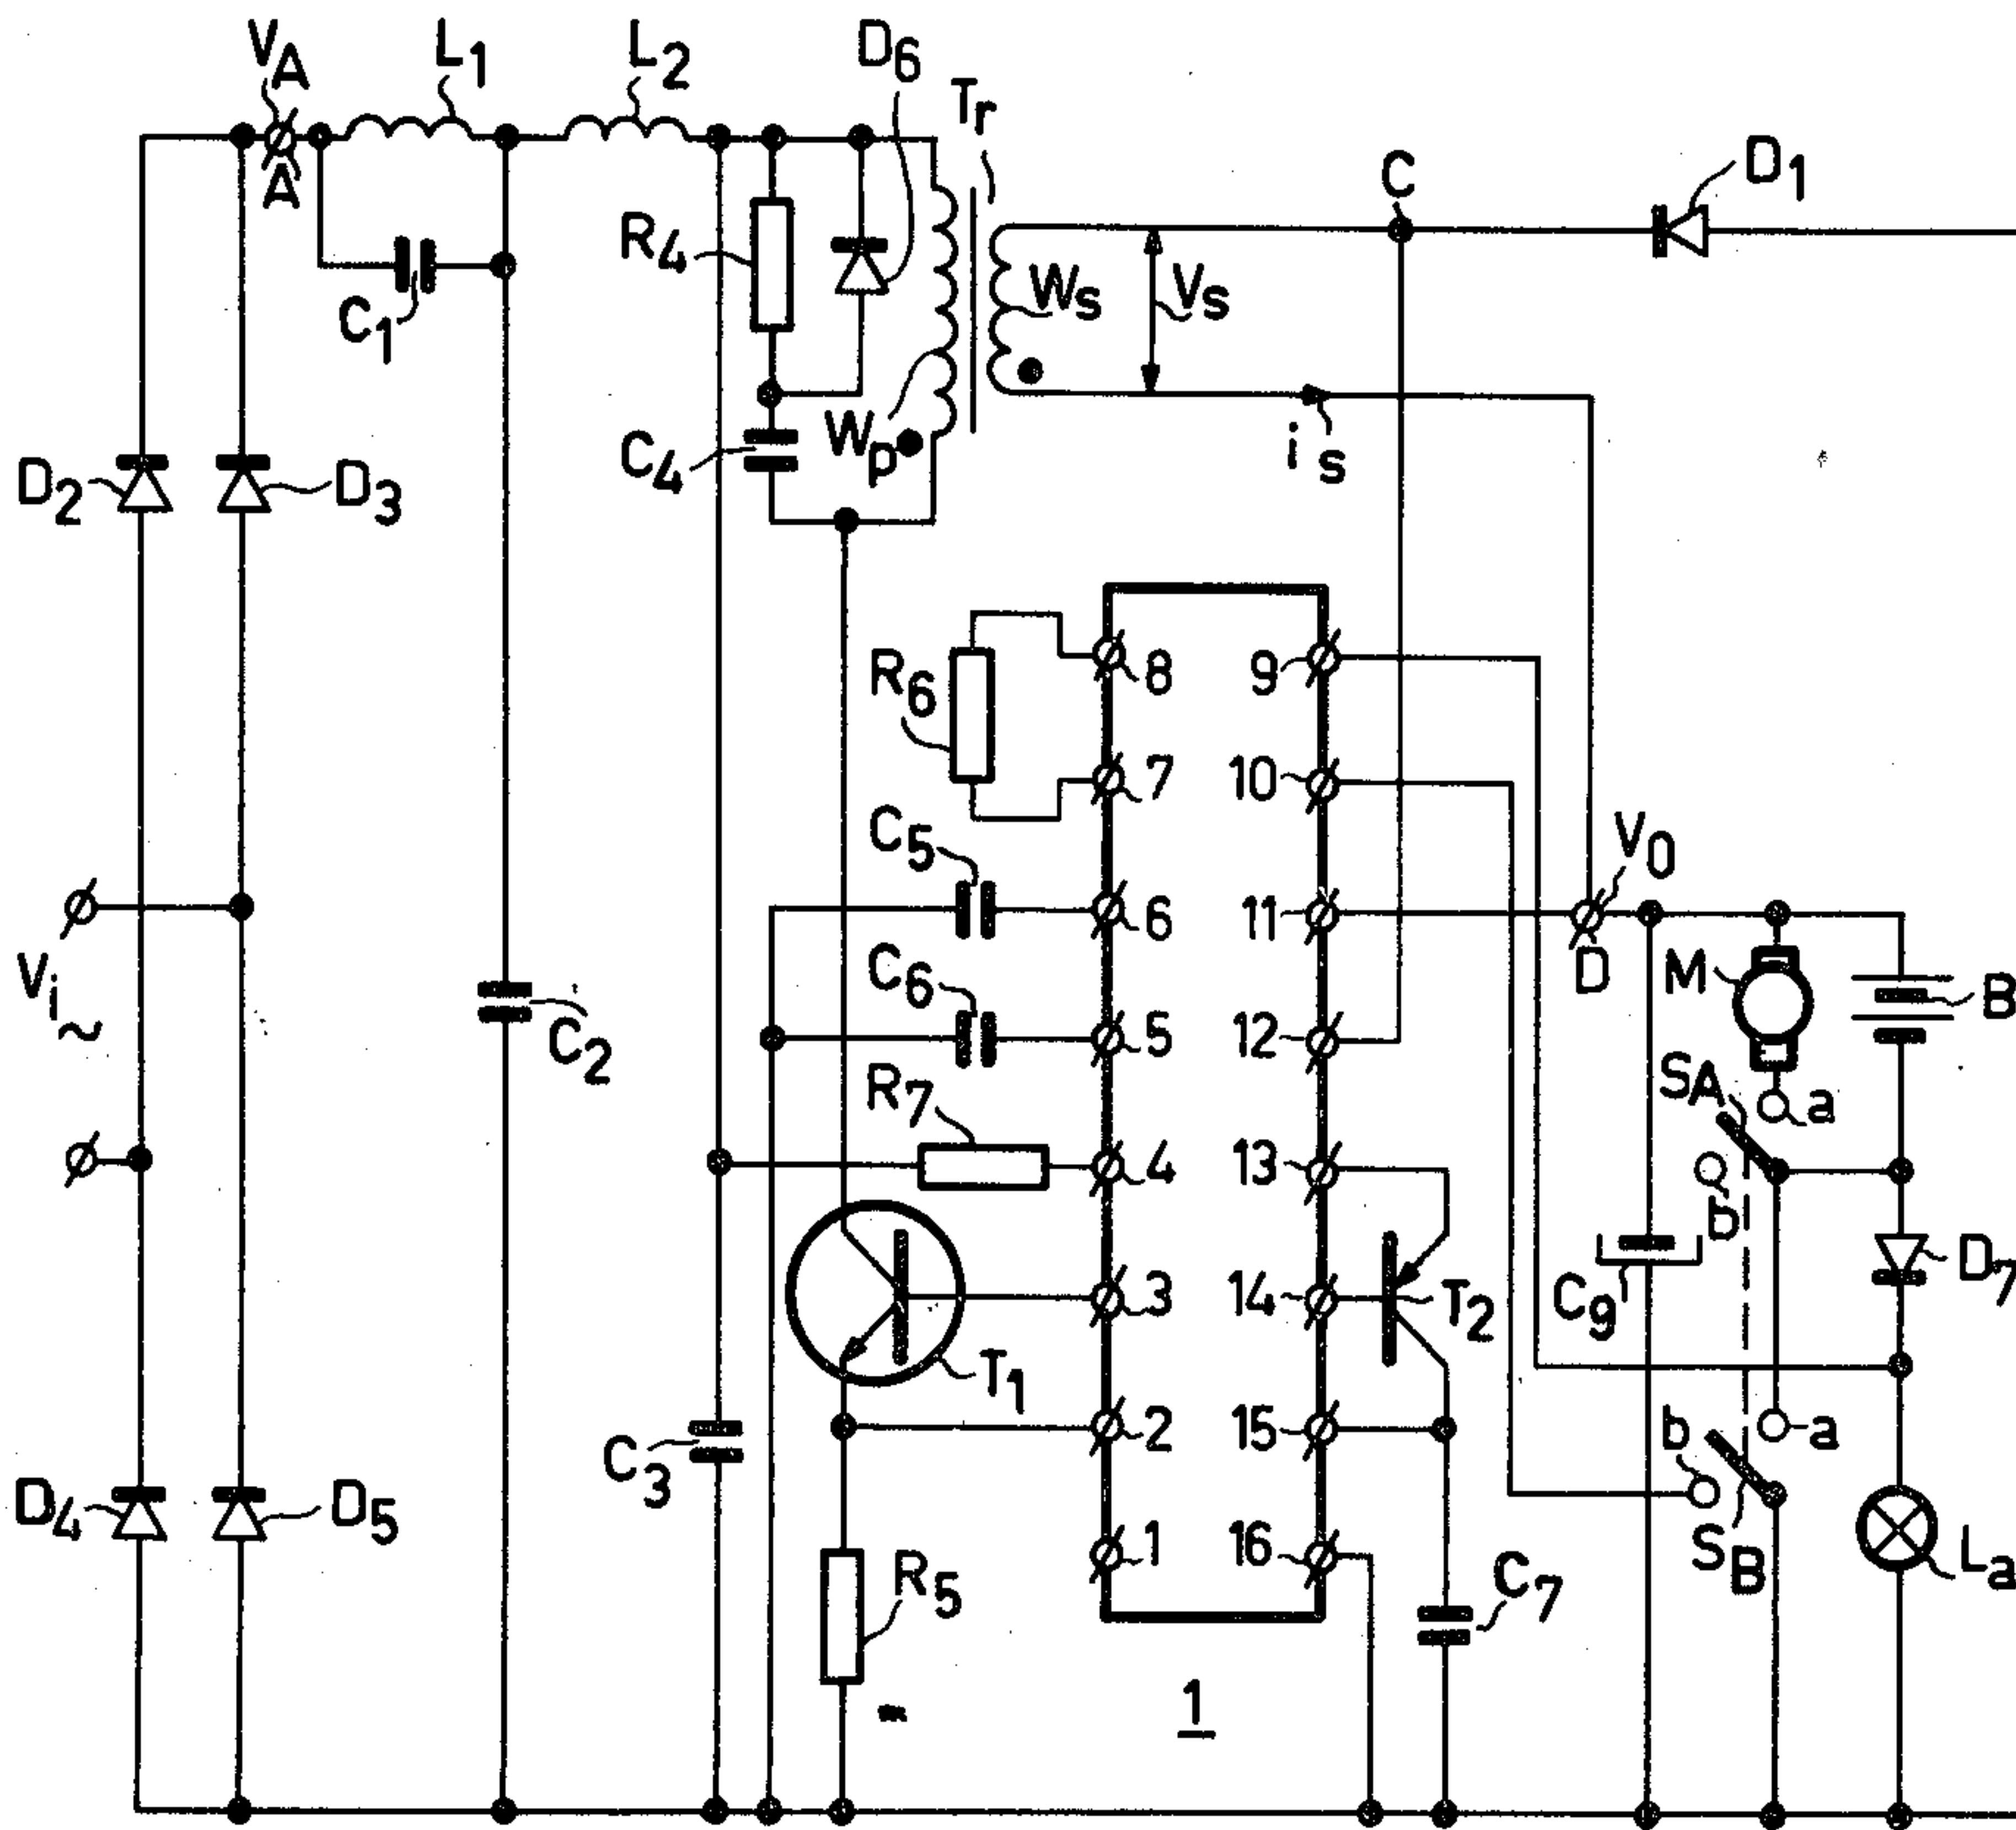 VA
L1
L2
D6
Tr
C
D1
A
R4
Ws
Vs
C1
Wp
is
C4
D2
D3
R6
8
9
7
10
C5
V0
6
11
Vi
~
C6
D
M
B
C2
5
12
R7
SA
a
4
13
b
D7
3
14
T2
C9
T1
2
15
b
a
C3
D4
D5
1
16
SB
La
R5
C7
1